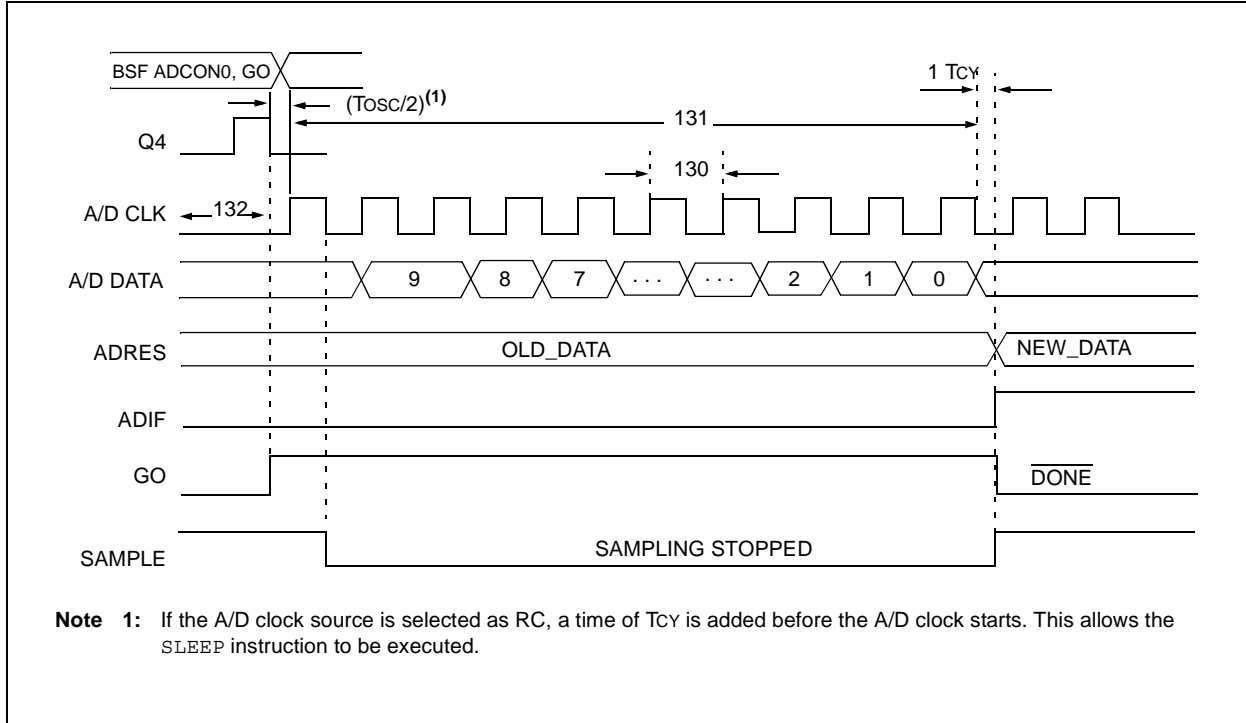 BSF ADCON0, GO
1 TCY
(TOSC/2)(1)
131
Q4
130
A/D CLK
132
A/D DATA
9 8 7 . . . . . . 2 1 0
ADRES
OLD_DATA
NEW_DATA
ADIF
GO
DONE
SAMPLE
SAMPLING STOPPED
Note 1: If the A/D clock source is selected as RC, a time of TCY is added before the A/D clock starts. This allows the
SLEEP instruction to be executed.